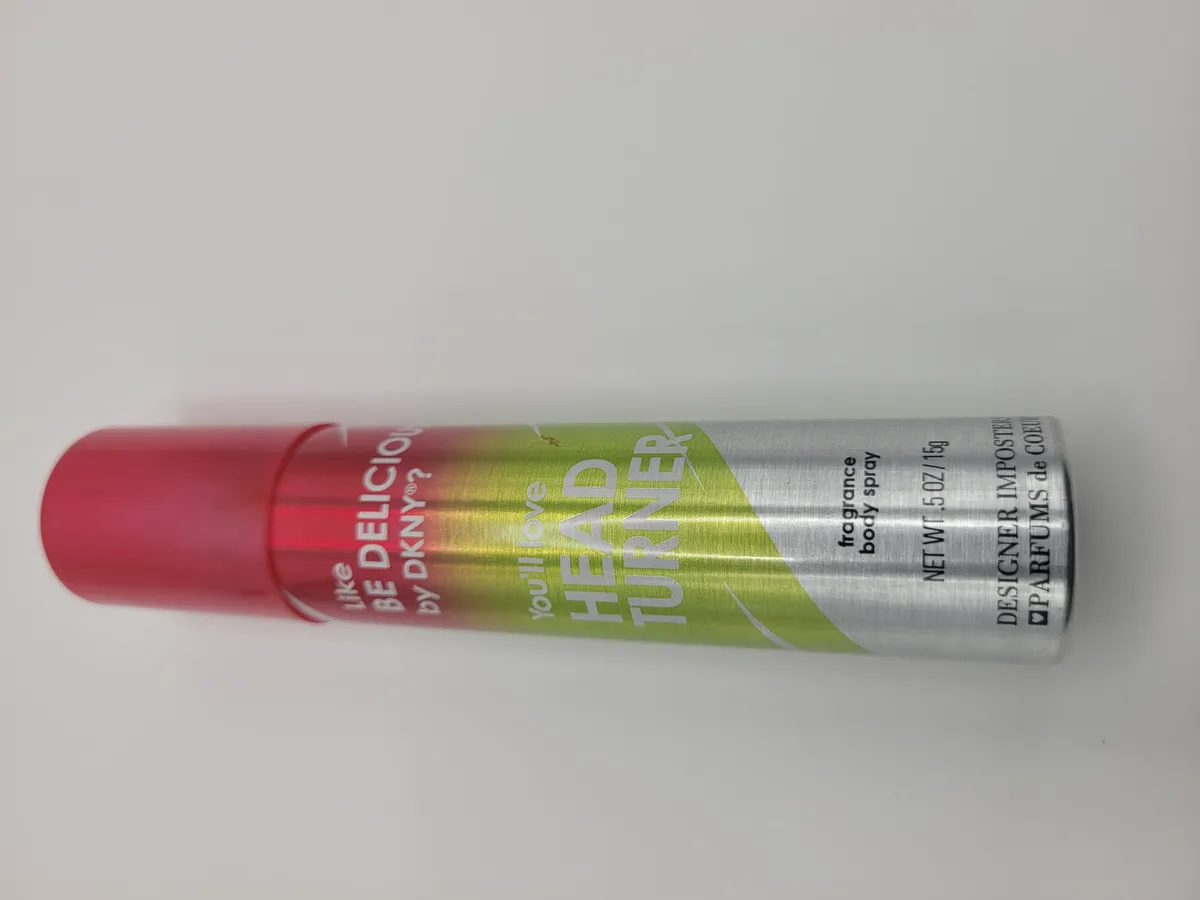 Like
BE DELICIOU
by DKNY®?
You'll love
HEAD
TURNER
fragrance
body spray
NET WT .5 OZ / 15g
DESIGNER IMPOSTER
PARFUMS de COEU